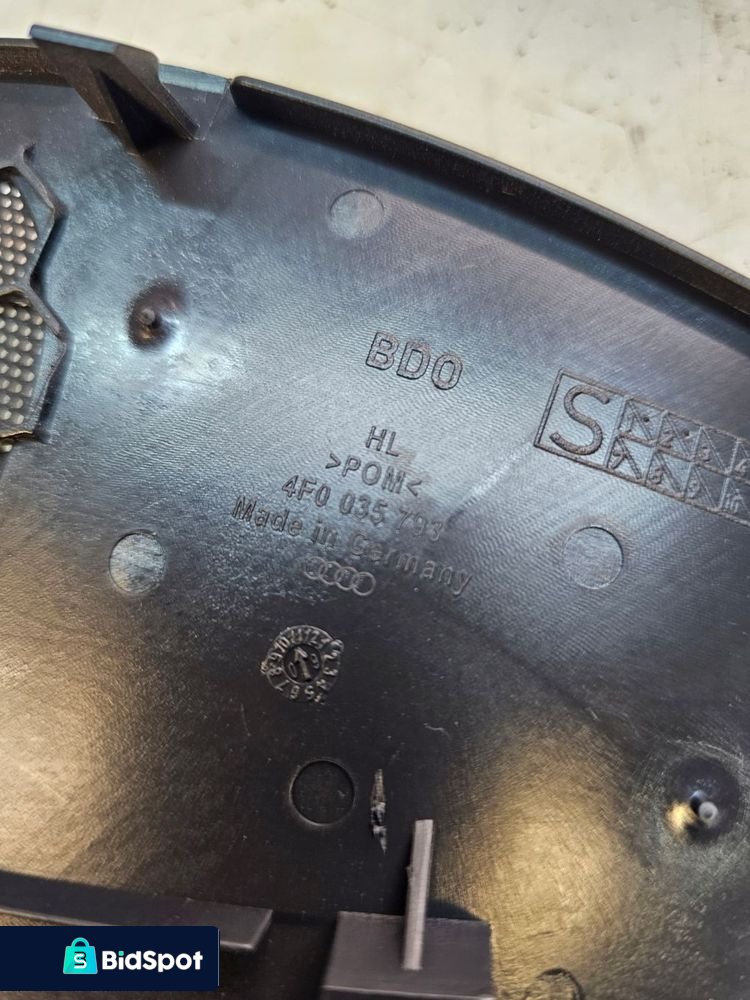 BDO
S
HL
>POM<
4F0 035 793
Made in Germany
BidSpot